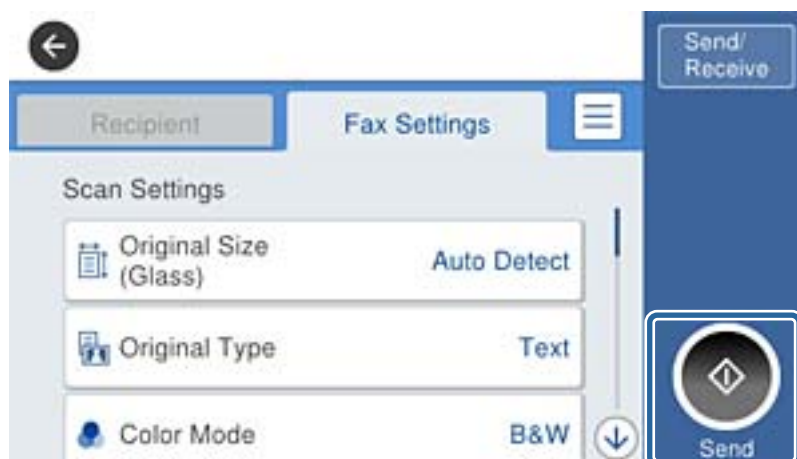 Send/
Receive
Recipient
Fax Settings
Scan Settings
Original Size
(Glass)
Auto Detect
Original Type
Text
Color Mode
B&W
Send